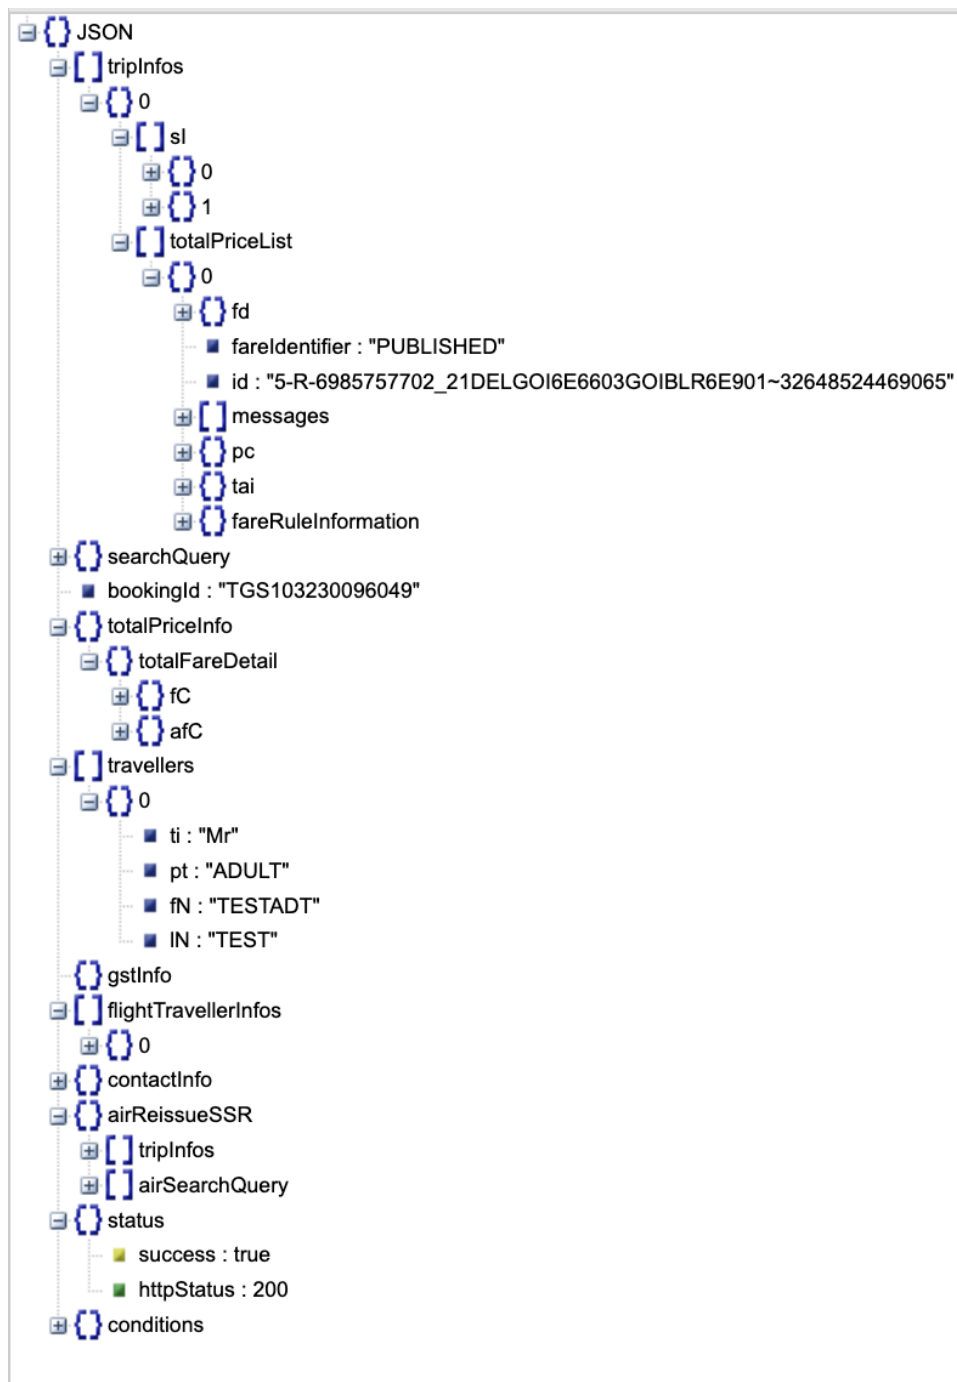 JSON
tripInfos
0
sI
0
1
totalPriceList
0
fd
fareIdentifier : "PUBLISHED"
id : "5-R-6985757702_21DELGOI6E6603GOIBLR6E901~32648524469065"
messages
pc
tai
fareRuleInformation
searchQuery
bookingId : "TGS103230096049"
totalPriceInfo
totalFareDetail
fC
afC
travellers
0
ti : "Mr"
pt : "ADULT"
fN : "TESTADT"
lN : "TEST"
gstInfo
flightTravellerInfos
0
contactInfo
airReissueSSR
tripInfos
airSearchQuery
status
success : true
httpStatus : 200
conditions